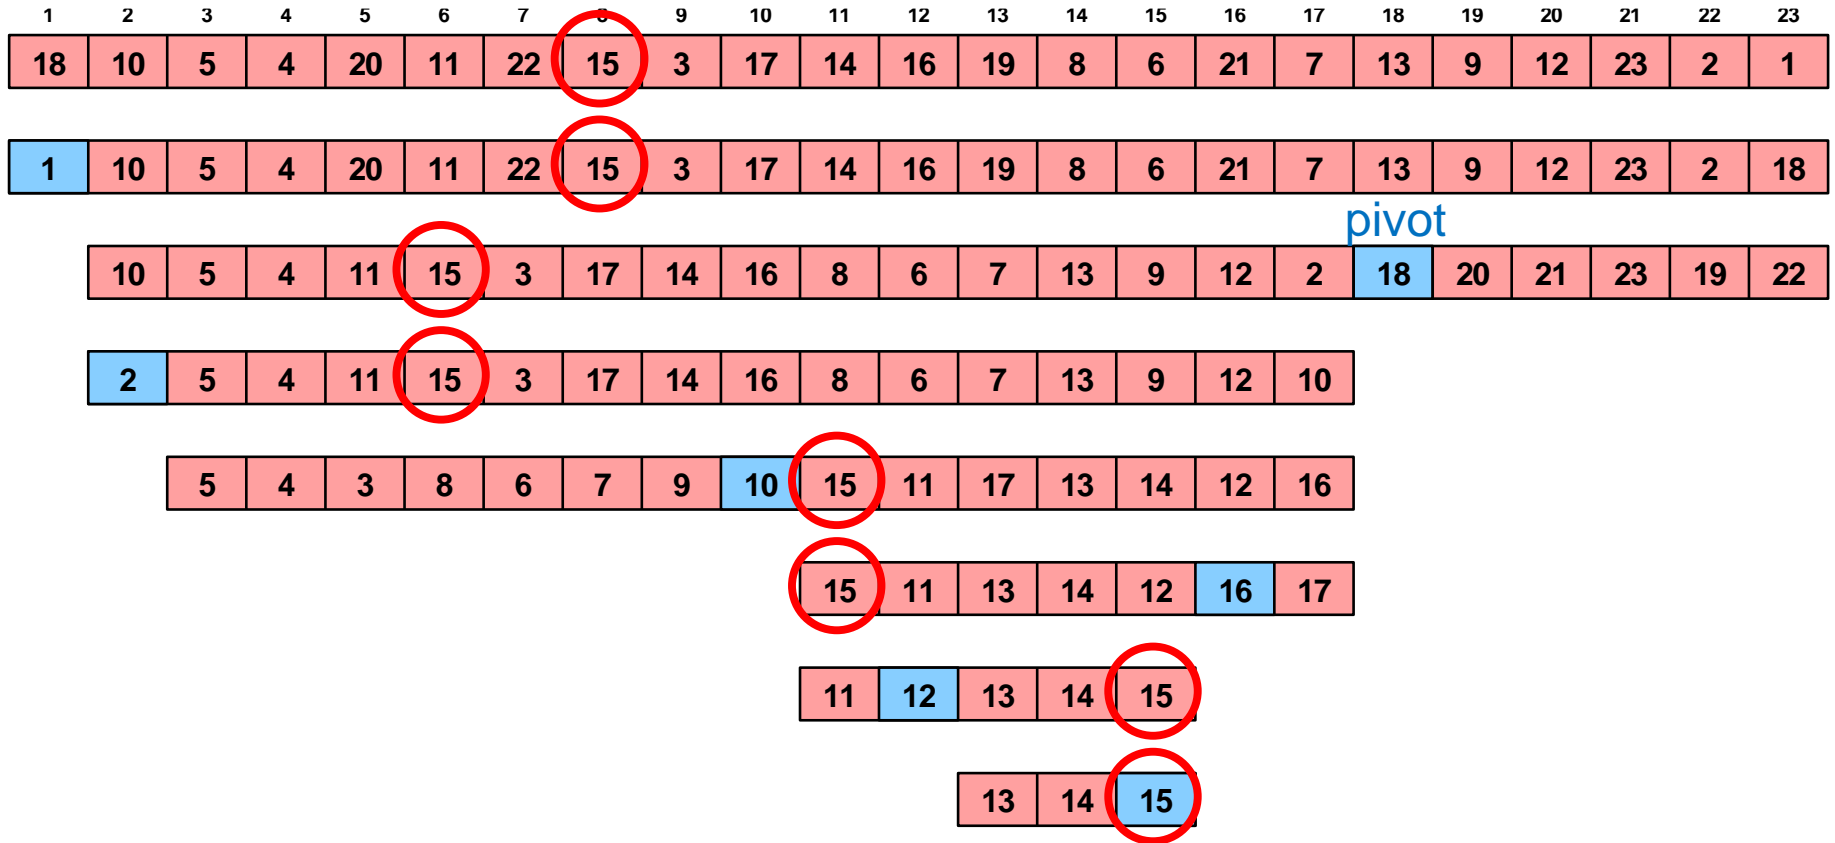 1 2 3 4 5 6 7 8 9 10 11 12 13 14 15 16 17 18 19 20 21 22 23
18 10 5 4 20 11 22 15 3 17 14 16 19 8 6 21 7 13 9 12 23 2 1
1 10 5 4 20 11 22 15 3 17 14 16 19 8 6 21 7 13 9 12 23 2 18
pivot
10 5 4 11 15 3 17 14 16 8 6 7 13 9 12 2 18 20 21 23 19 22
2 5 4 11 15 3 17 14 16 8 6 7 13 9 12 10
5 4 3 8 6 7 9 10 15 11 17 13 14 12 16
15 11 13 14 12 16 17
11 12 13 14 15
13 14 15